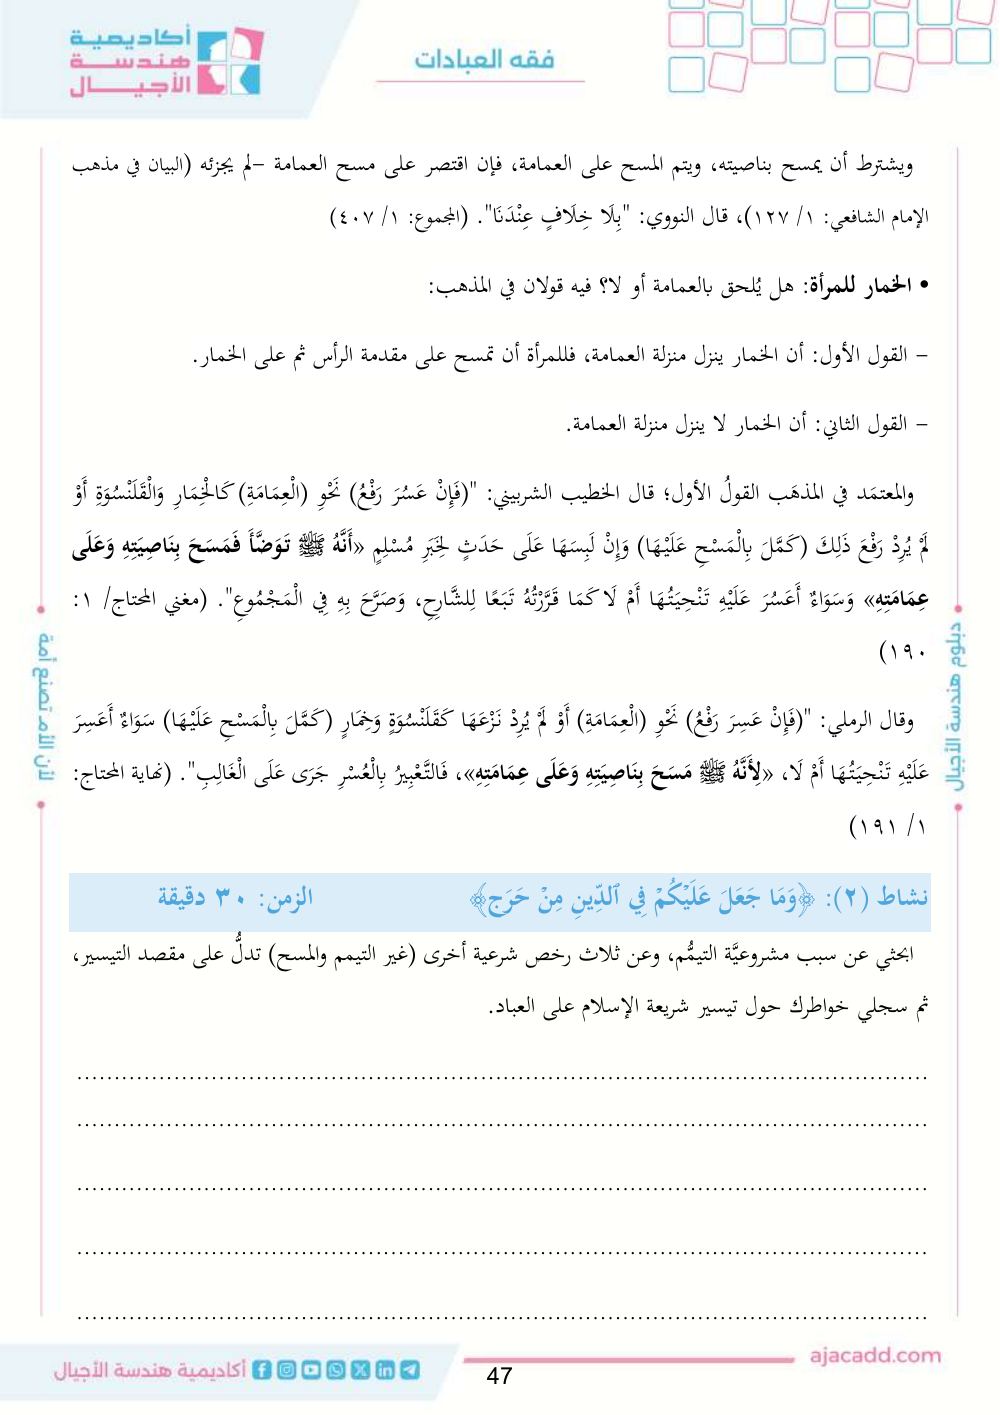 أكاديمية
هندسة
الأجيال
فقه العبادات
ويشترط أن يمسح بناصيته، ويتم المسح على العمامة، فإن اقتصر على مسح العمامة –لم يجزئه (البيان في مذهب
الإمام الشافعي: ١/ ١٢٧)، قال النووي: "بِلَا خِلَافٍ عِنْدَنَا". (المجموع: ١/ ٤٠٧)
• الخمار للمرأة: هل يُلحق بالعمامة أو لا؟ فيه قولان في المذهب:
– القول الأول: أن الخمار ينزل منزلة العمامة، فللمرأة أن تمسح على مقدمة الرأس ثم على الخمار.
– القول الثاني: أن الخمار لا ينزل منزلة العمامة.
والمعتمَد في المذهَب القولُ الأول؛ قال الخطيب الشربيني: "(فَإِنْ عَسُرَ رَفْعُ) نَحْوِ (الْعِمَامَةِ) كَالْخِمَارِ وَالْقَلَنْسُوَةِ أَوْ
لَمْ يُرِدْ رَفْعَ ذَلِكَ (كَمَّلَ بِالْمَسْحِ عَلَيْهَا) وَإِنْ لَبِسَهَا عَلَى حَدَثٍ لِخَبَرِ مُسْلِمٍ «أَنَّهُ ﷺ تَوَضَّأَ فَمَسَحَ بِنَاصِيَتِهِ وَعَلَى
عِمَامَتِهِ» وَسَوَاءٌ أَعَسُرَ عَلَيْهِ تَنْحِيَتُهَا أَمْ لَا كَمَا قَرَّرْتُهُ تَبَعًا لِلشَّارِحِ، وَصَرَّحَ بِهِ فِي الْمَجْمُوعِ". (مغني المحتاج/ ١:
١٩٠)
وقال الرملي: "(فَإِنْ عَسِرَ رَفْعُ) نَحْوِ (الْعِمَامَةِ) أَوْ لَمْ يُرِدْ نَزْعَهَا كَقَلَنْسُوَةٍ وَخِمَارٍ (كَمَّلَ بِالْمَسْحِ عَلَيْهَا) سَوَاءٌ أَعَسِرَ
عَلَيْهِ تَنْحِيَتُهَا أَمْ لَا، «لِأَنَّهُ ﷺ مَسَحَ بِنَاصِيَتِهِ وَعَلَى عِمَامَتِهِ»، فَالتَّعْبِيرُ بِالْعُسْرِ جَرَى عَلَى الْغَالِبِ". (نهاية المحتاج:
١/ ١٩١)
نشاط (٢): ﴿وَمَا جَعَلَ عَلَيْكُمْ فِي ٱلدِّينِ مِنْ حَرَجٍ﴾ الزمن: ٣٠ دقيقة
ابحثي عن سبب مشروعيَّة التيمُّم، وعن ثلاث رخص شرعية أخرى (غير التيمم والمسح) تدلُّ على مقصد التيسير،
ثم سجلي خواطرك حول تيسير شريعة الإسلام على العباد.
دبلوم هندسة الأجيال
لأن الأم تصنع أمة
ajacadd.com
47
أكاديمية هندسة الأجيال